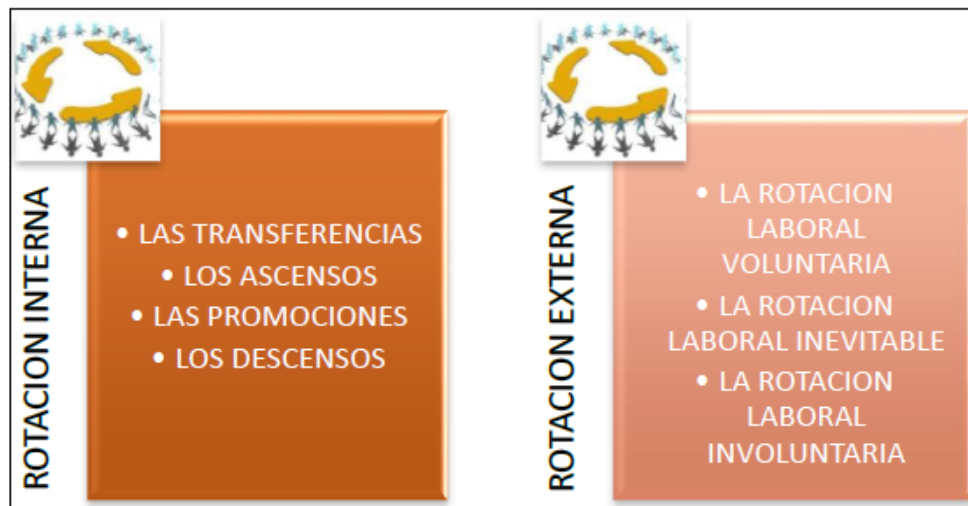 ROTACION INTERNA
• LAS TRANSFERENCIAS
• LOS ASCENSOS
• LAS PROMOCIONES
• LOS DESCENSOS
ROTACION EXTERNA
• LA ROTACION
LABORAL
VOLUNTARIA
• LA ROTACION
LABORAL INEVITABLE
• LA ROTACION
LABORAL
INVOLUNTARIA